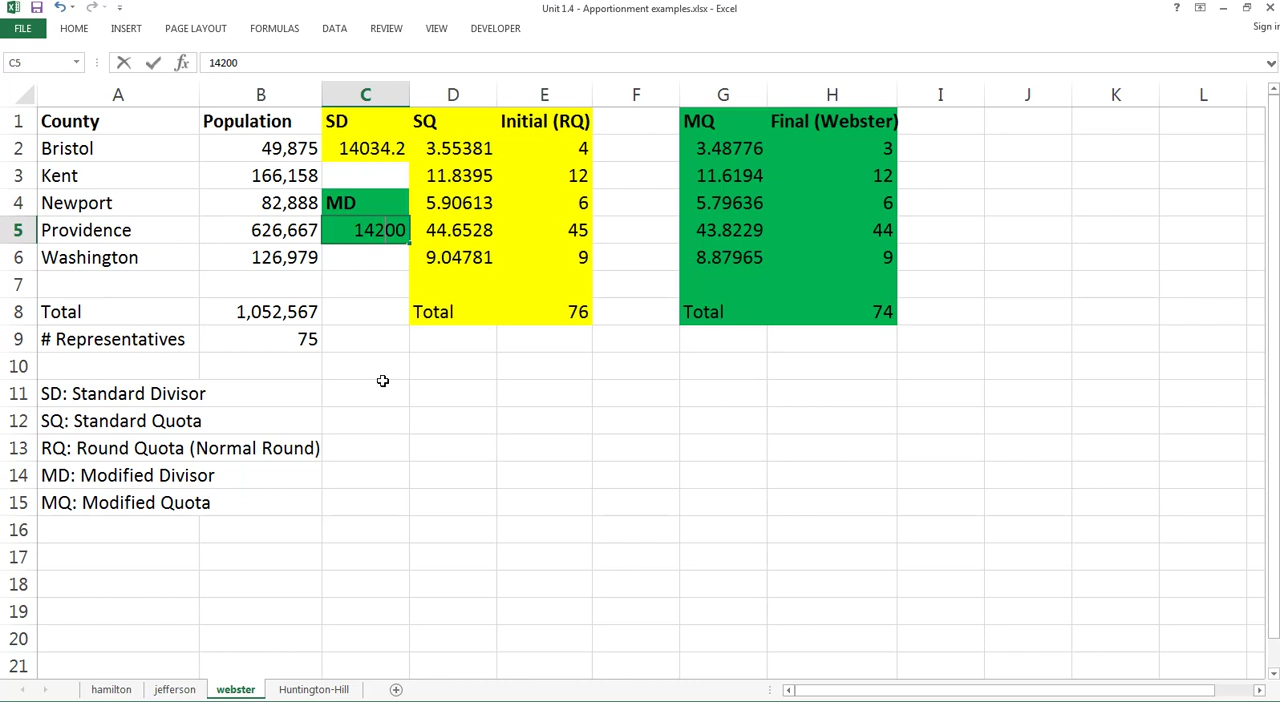 Unit 1.4 - Apportionment examples.xlsx - Excel
?
FILE HOME INSERT PAGE LAYOUT FORMULAS DATA REVIEW VIEW DEVELOPER Sign in
C5 fx 14200
A B C D E F G H I J K L
1 County Population SD SQ Initial (RQ) MQ Final (Webster)
2 Bristol 49,875 14034.2 3.55381 4 3.48776 3
3 Kent 166,158 11.8395 12 11.6194 12
4 Newport 82,888 MD 5.90613 6 5.79636 6
5 Providence 626,667 14200 44.6528 45 43.8229 44
6 Washington 126,979 9.04781 9 8.87965 9
7
8 Total 1,052,567 Total 76 Total 74
9 # Representatives 75
10
11 SD: Standard Divisor
12 SQ: Standard Quota
13 RQ: Round Quota (Normal Round)
14 MD: Modified Divisor
15 MQ: Modified Quota
16
17
18
19
20
21
hamilton jefferson webster Huntington-Hill